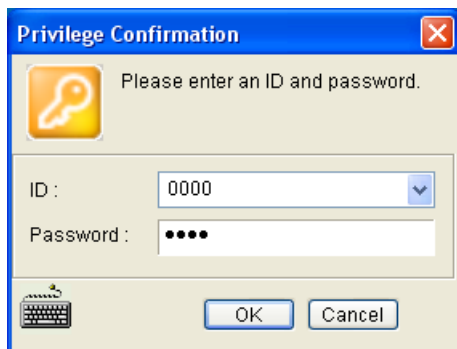 Privilege Confirmation
Please enter an ID and password.
ID : 0000
Password : ••••
OK Cancel